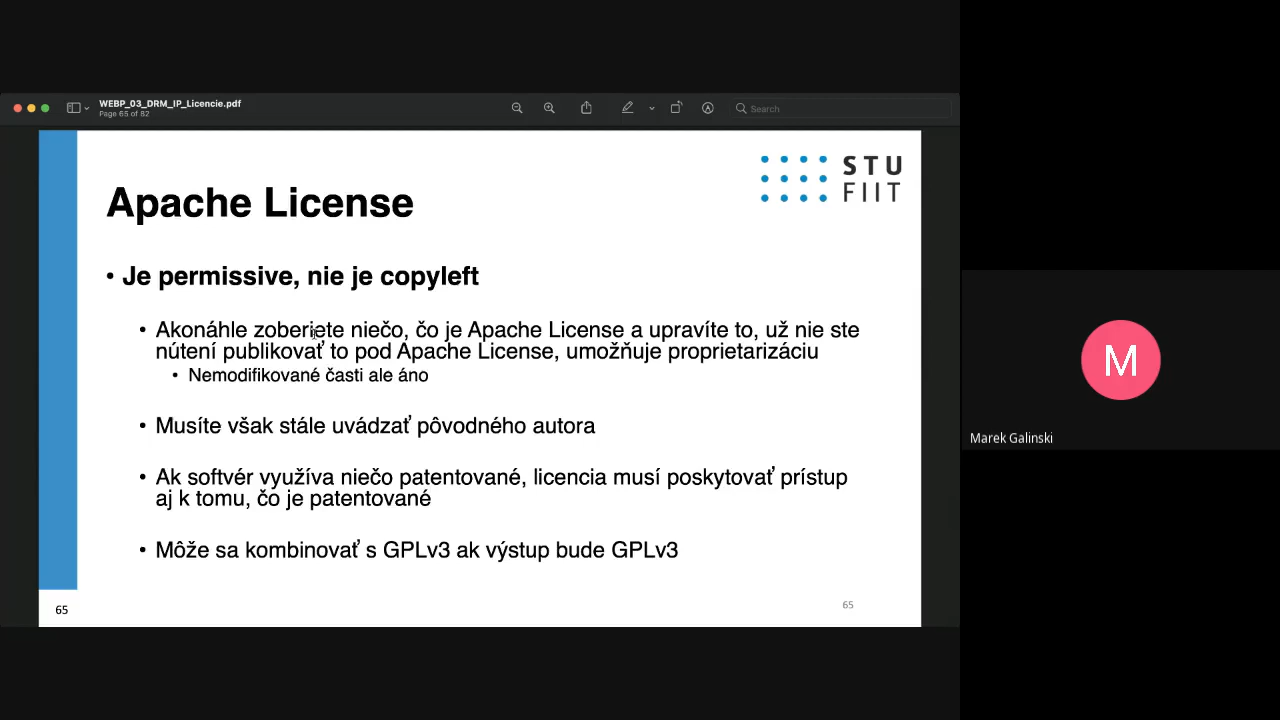 WEBP_03_DRM_IP_Licencie.pdf
Page 65 of 82
Search
STU
FIIT
Apache License
• Je permissive, nie je copyleft
• Akonáhle zoberiete niečo, čo je Apache License a upravíte to, už nie ste
nútení publikovať to pod Apache License, umožňuje proprietarizáciu
• Nemodifikované časti ale áno
• Musíte však stále uvádzať pôvodného autora
• Ak softvér využíva niečo patentované, licencia musí poskytovať prístup
aj k tomu, čo je patentované
• Môže sa kombinovať s GPLv3 ak výstup bude GPLv3
65
65
M
Marek Galinski